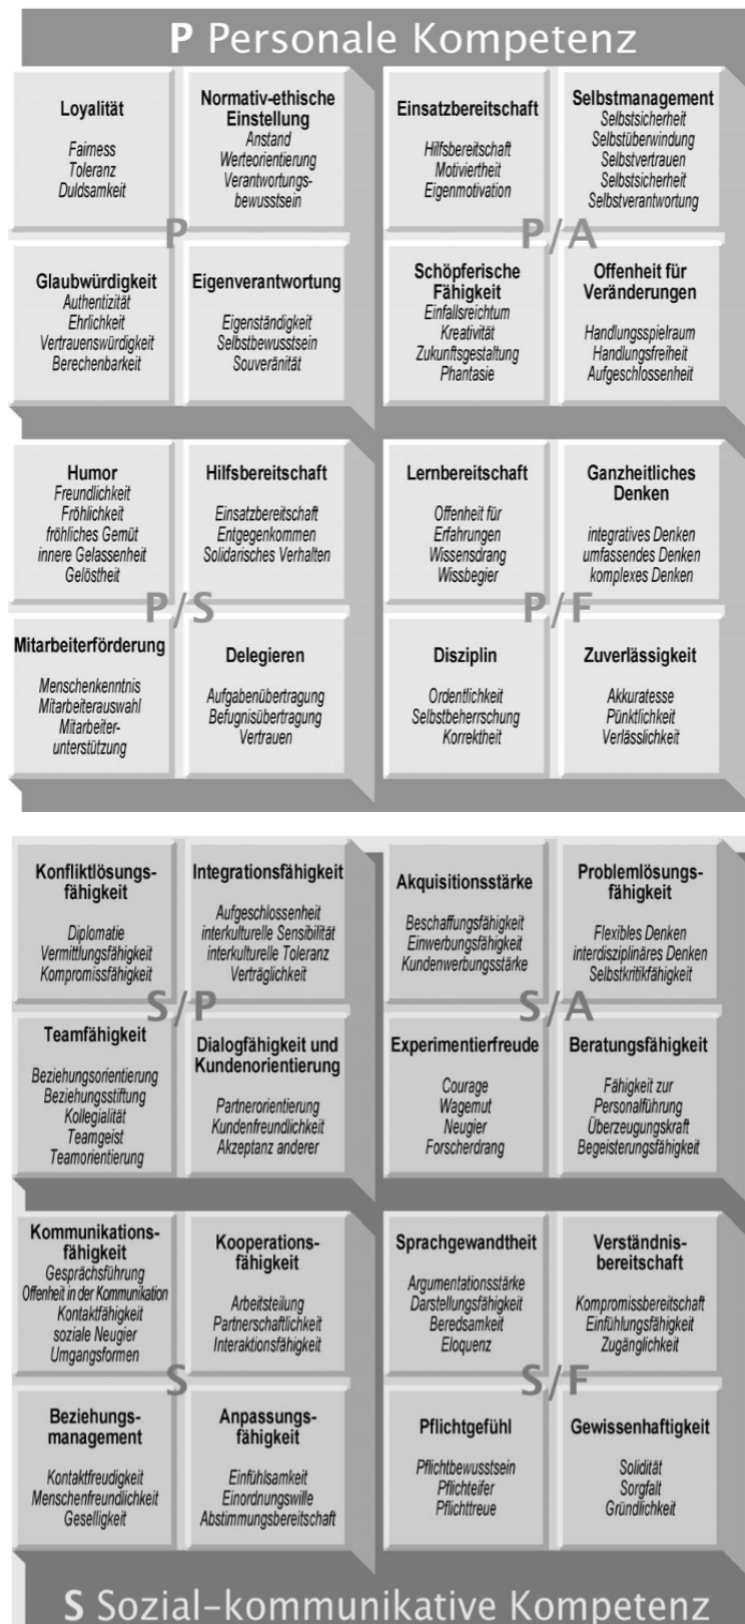 P Personale Kompetenz
Loyalität
Fairness
Toleranz
Duldsamkeit
Normativ-ethische
Einstellung
Anstand
Werteorientierung
Verantwortungs-
bewusstsein
P
Glaubwürdigkeit
Authentizität
Ehrlichkeit
Vertrauenswürdigkeit
Berechenbarkeit
Eigenverantwortung
Eigenständigkeit
Selbstbewusstsein
Souveränität
Einsatzbereitschaft
Hilfsbereitschaft
Motiviertheit
Eigenmotivation
Selbstmanagement
Selbstsicherheit
Selbstüberwindung
Selbstvertrauen
Selbstsicherheit
Selbstverantwortung
P/A
Schöpferische
Fähigkeit
Einfallsreichtum
Kreativität
Zukunftsgestaltung
Phantasie
Offenheit für
Veränderungen
Handlungsspielraum
Handlungsfreiheit
Aufgeschlossenheit
Humor
Freundlichkeit
Fröhlichkeit
fröhliches Gemüt
innere Gelassenheit
Gelöstheit
Hilfsbereitschaft
Einsatzbereitschaft
Entgegenkommen
Solidarisches Verhalten
P/S
Mitarbeiterförderung
Menschenkenntnis
Mitarbeiterauswahl
Mitarbeiter-
unterstützung
Delegieren
Aufgabenübertragung
Befugnisübertragung
Vertrauen
Lernbereitschaft
Offenheit für
Erfahrungen
Wissensdrang
Wissbegier
Ganzheitliches
Denken
integratives Denken
umfassendes Denken
komplexes Denken
P/F
Disziplin
Ordentlichkeit
Selbstbeherrschung
Korrektheit
Zuverlässigkeit
Akkuratesse
Pünktlichkeit
Verlässlichkeit
Konfliktlösungs-
fähigkeit
Diplomatie
Vermittlungsfähigkeit
Kompromissfähigkeit
Integrationsfähigkeit
Aufgeschlossenheit
interkulturelle Sensibilität
interkulturelle Toleranz
Verträglichkeit
S/P
Teamfähigkeit
Beziehungsorientierung
Beziehungsstiftung
Kollegialität
Teamgeist
Teamorientierung
Dialogfähigkeit und
Kundenorientierung
Partnerorientierung
Kundenfreundlichkeit
Akzeptanz anderer
Akquisitionsstärke
Beschaffungsfähigkeit
Einwerbungsfähigkeit
Kundenwerbungsstärke
Problemlösungs-
fähigkeit
Flexibles Denken
interdisziplinäres Denken
Selbstkritikfähigkeit
S/A
Experimentierfreude
Courage
Wagemut
Neugier
Forscherdrang
Beratungsfähigkeit
Fähigkeit zur
Personalführung
Überzeugungskraft
Begeisterungsfähigkeit
Kommunikations-
fähigkeit
Gesprächsführung
Offenheit in der Kommunikation
Kontaktfähigkeit
soziale Neugier
Umgangsformen
Kooperations-
fähigkeit
Arbeitsteilung
Partnerschaftlichkeit
Interaktionsfähigkeit
S
Beziehungs-
management
Kontaktfreudigkeit
Menschenfreundlichkeit
Geselligkeit
Anpassungs-
fähigkeit
Einfühlsamkeit
Einordnungswille
Abstimmungsbereitschaft
Sprachgewandtheit
Argumentationsstärke
Darstellungsfähigkeit
Beredsamkeit
Eloquenz
Verständnis-
bereitschaft
Kompromissbereitschaft
Einfühlungsfähigkeit
Zugänglichkeit
S/F
Pflichtgefühl
Pflichtbewusstsein
Pflichteifer
Pflichttreue
Gewissenhaftigkeit
Solidität
Sorgfalt
Gründlichkeit
S Sozial-kommunikative Kompetenz